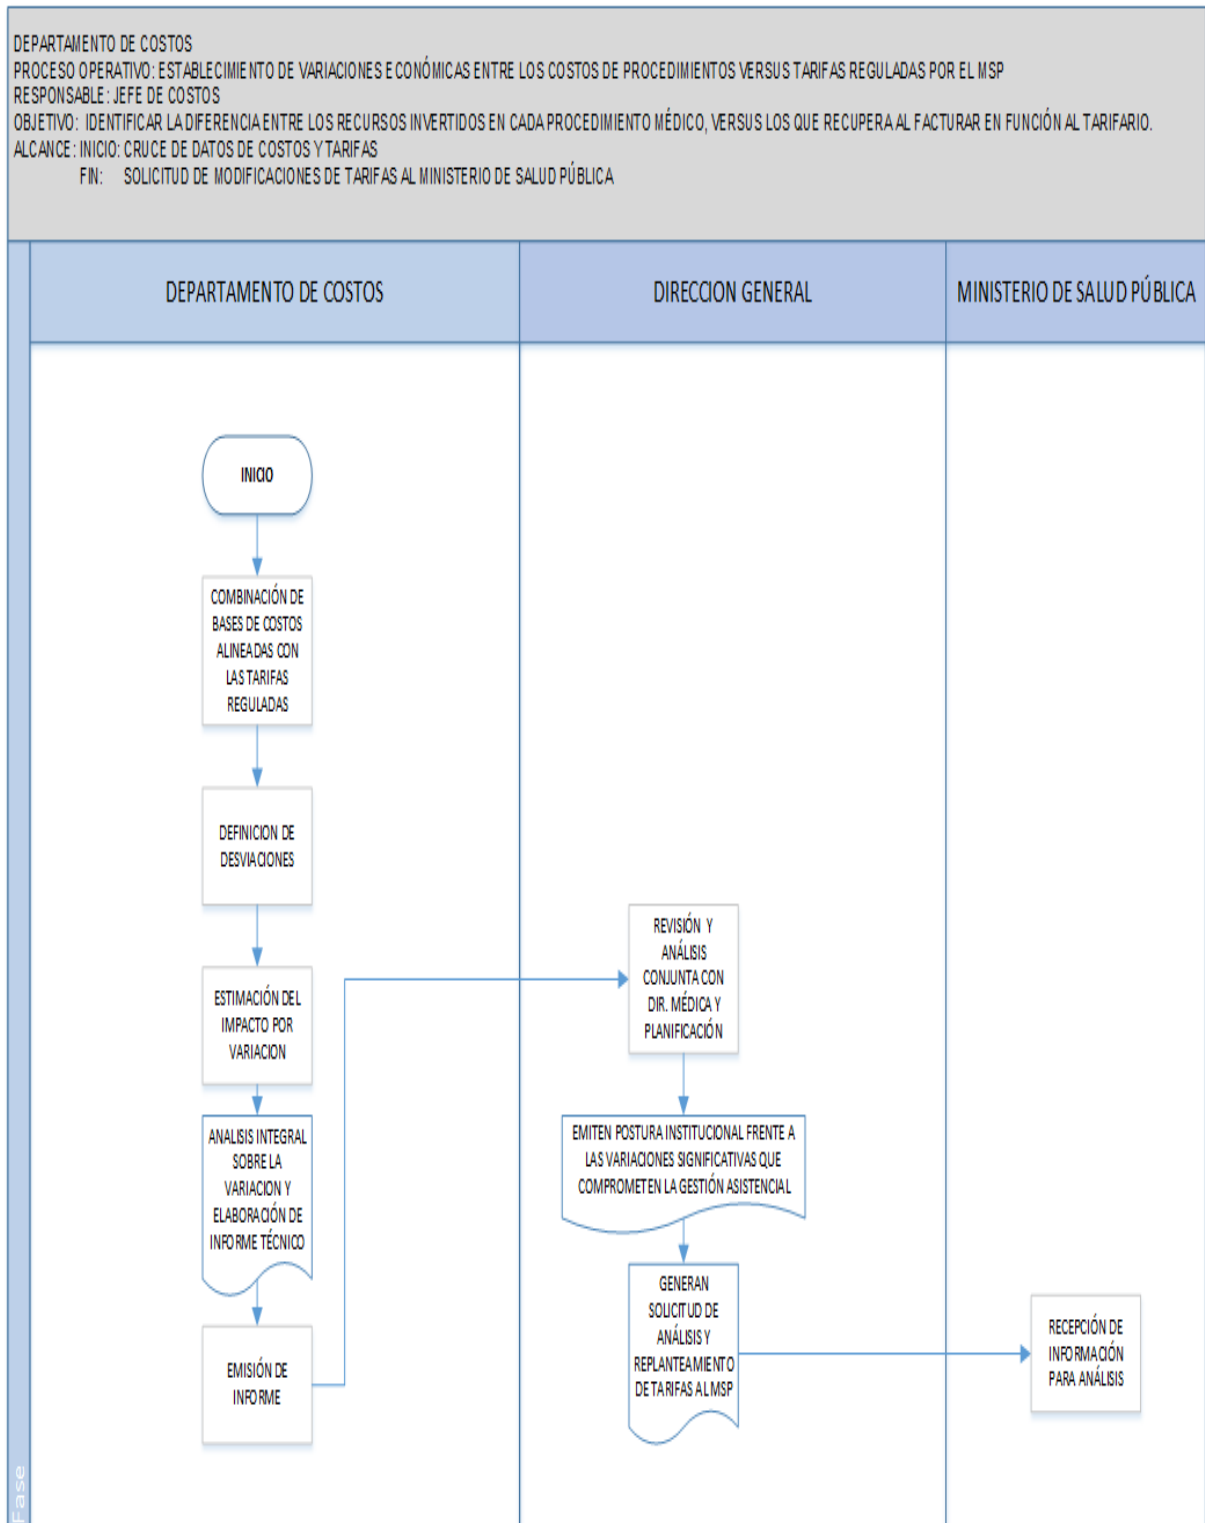 DEPARTAMENTO DE COSTOS
PROCESO OPERATIVO: ESTABLECIMIENTO DE VARIACIONES ECONÓMICAS ENTRE LOS COSTOS DE PROCEDIMIENTOS VERSUS TARIFAS REGULADAS POR EL MSP
RESPONSABLE: JEFE DE COSTOS
OBJETIVO: IDENTIFICAR LA DIFERENCIA ENTRE LOS RECURSOS INVERTIDOS EN CADA PROCEDIMIENTO MÉDICO, VERSUS LOS QUE RECUPERA AL FACTURAR EN FUNCIÓN AL TARIFARIO.
ALCANCE: INICIO: CRUCE DE DATOS DE COSTOS Y TARIFAS
FIN: SOLICITUD DE MODIFICACIONES DE TARIFAS AL MINISTERIO DE SALUD PÚBLICA
DEPARTAMENTO DE COSTOS
DIRECCION GENERAL
MINISTERIO DE SALUD PÚBLICA
INICIO
COMBINACIÓN DE
BASES DE COSTOS
ALINEADAS CON
LAS TARIFAS
REGULADAS
DEFINICION DE
DESVIACIONES
ESTIMACIÓN DEL
IMPACTO POR
VARIACION
ANALISIS INTEGRAL
SOBRE LA
VARIACION Y
ELABORACIÓN DE
INFORME TÉCNICO
EMISIÓN DE
INFORME
REVISIÓN Y
ANÁLISIS
CONJUNTA CON
DIR. MÉDICA Y
PLANIFICACIÓN
EMITEN POSTURA INSTITUCIONAL FRENTE A
LAS VARIACIONES SIGNIFICATIVAS QUE
COMPROMETEN LA GESTIÓN ASISTENCIAL
GENERAN
SOLICITUD DE
ANÁLISIS Y
REPLANTEAMIENTO
DE TARIFAS AL MSP
RECEPCIÓN DE
INFORMACIÓN
PARA ANÁLISIS
Fase